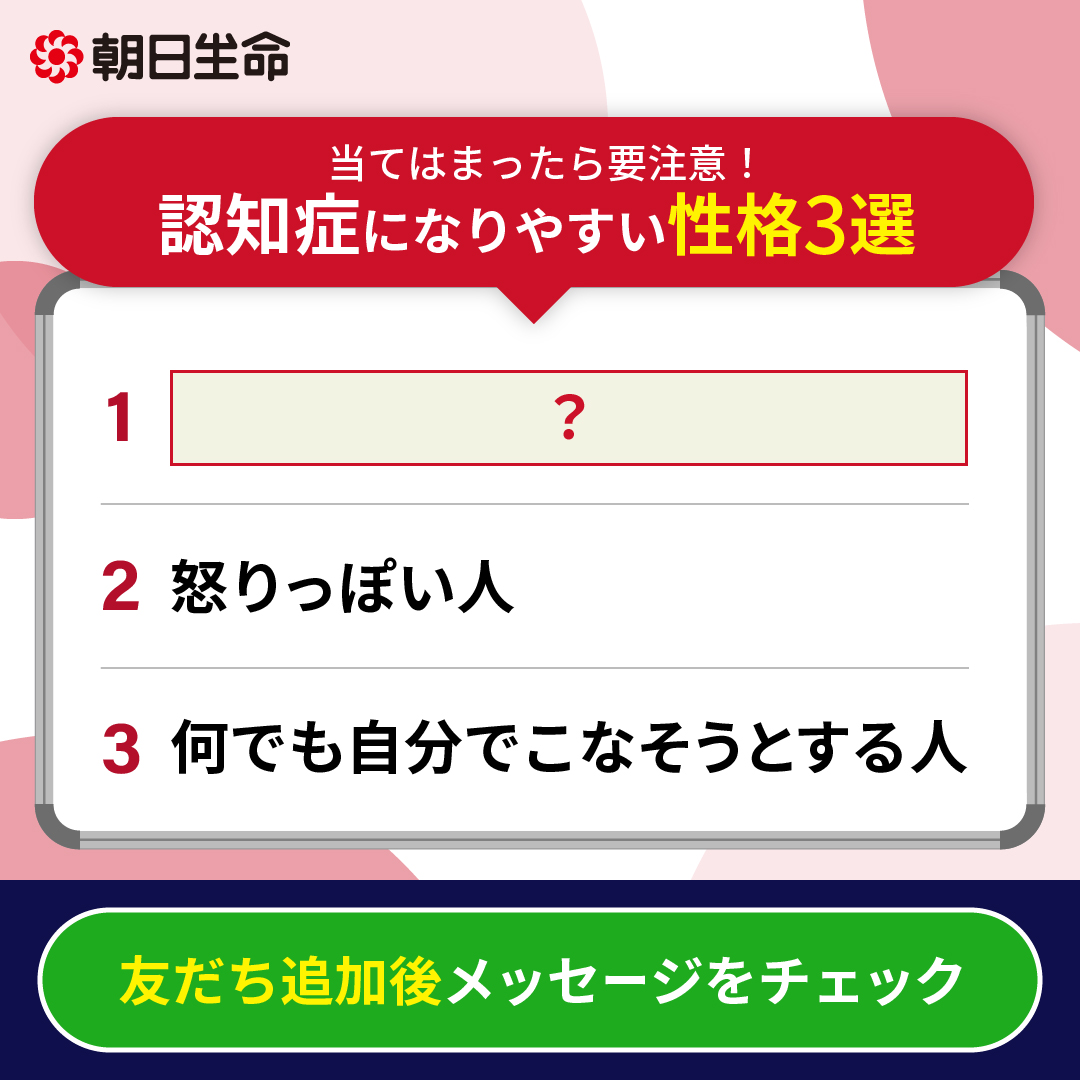 朝日生命
当てはまったら要注意！
認知症になりやすい性格3選
1 ？
2 怒りっぽい人
3 何でも自分でこなそうとする人
友だち追加後メッセージをチェック